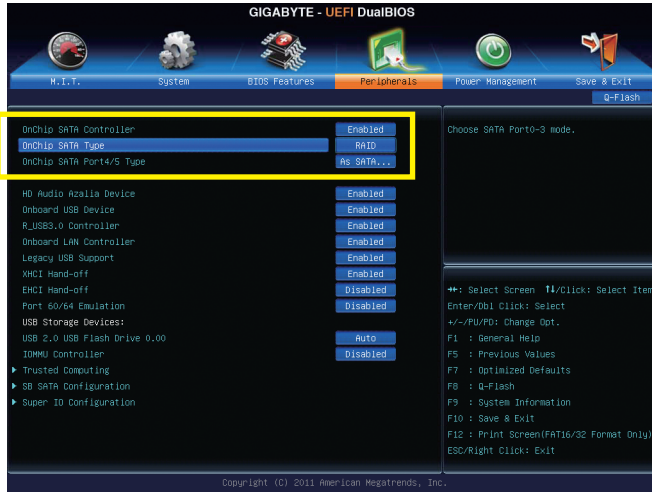 GIGABYTE - UEFI DualBIOS
M.I.T. System BIOS Features Peripherals Power Management Save & Exit
Q-Flash
OnChip SATA Controller Enabled
OnChip SATA Type RAID
OnChip SATA Port4/5 Type As SATA...
HD Audio Azalia Device Enabled
Onboard USB Device Enabled
R_USB3.0 Controller Enabled
Onboard LAN Controller Enabled
Legacy USB Support Enabled
XHCI Hand-off Enabled
EHCI Hand-off Disabled
Port 60/64 Emulation Disabled
USB Storage Devices:
USB 2.0 USB Flash Drive 0.00 Auto
IOMMU Controller Disabled
Trusted Computing
SB SATA Configuration
Super IO Configuration
Choose SATA Port0-3 mode.
↔: Select Screen ↑↓/Click: Select Item
Enter/Dbl Click: Select
+/-/PU/PD: Change Opt.
F1 : General Help
F5 : Previous Values
F7 : Optimized Defaults
F8 : Q-Flash
F9 : System Information
F10 : Save & Exit
F12 : Print Screen(FAT16/32 Format Only)
ESC/Right Click: Exit
Copyright (C) 2011 American Megatrends, Inc.